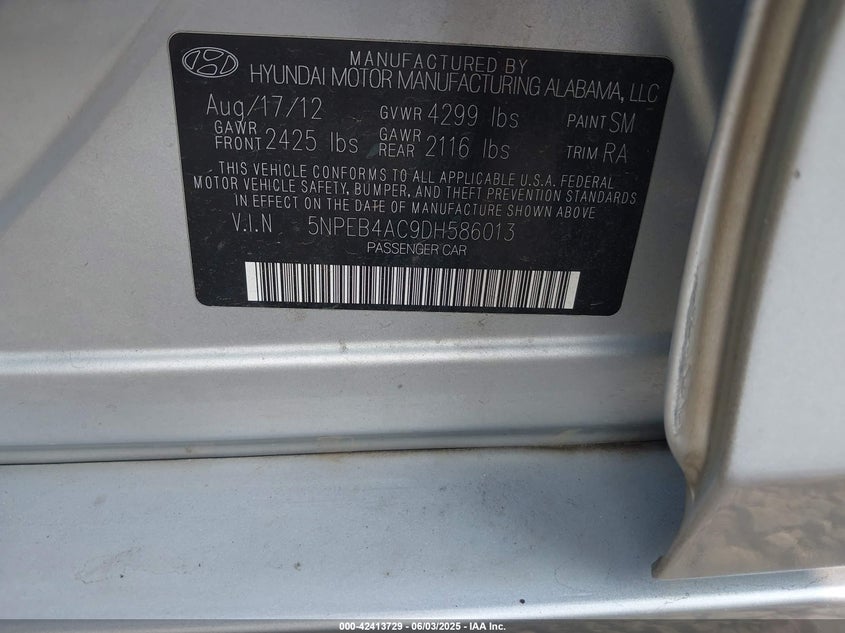 MANUFACTURED BY
HYUNDAI MOTOR MANUFACTURING ALABAMA, LLC
Aug/17/12 GVWR 4299 lbs PAINT SM
GAWR FRONT 2425 lbs GAWR REAR 2116 lbs TRIM RA
THIS VEHICLE CONFORMS TO ALL APPLICABLE U.S.A. FEDERAL
MOTOR VEHICLE SAFETY, BUMPER, AND THEFT PREVENTION STANDARDS
IN EFFECT ON THE DATE OF MANUFACTURE SHOWN ABOVE
V.I.N 5NPEB4AC9DH586013
PASSENGER CAR
000-42413729 - 06/03/2025 - IAA Inc.